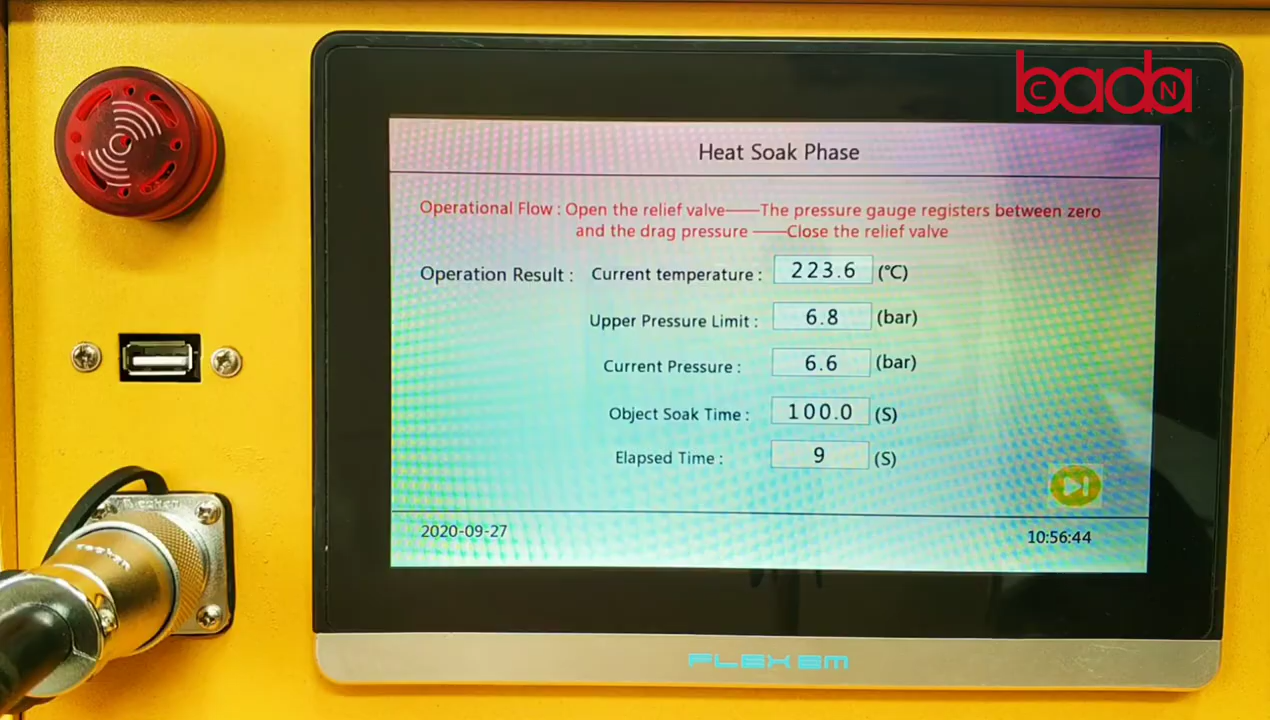 bada
CN
Heat Soak Phase
Operational Flow : Open the relief valve——The pressure gauge registers between zero
and the drag pressure ——Close the relief valve
Operation Result : Current temperature : 223.6 (℃)
Upper Pressure Limit : 6.8 (bar)
Current Pressure : 6.6 (bar)
Object Soak Time : 100.0 (S)
Elapsed Time : 9 (S)
2020-09-27 10:56:44
FLEXEM